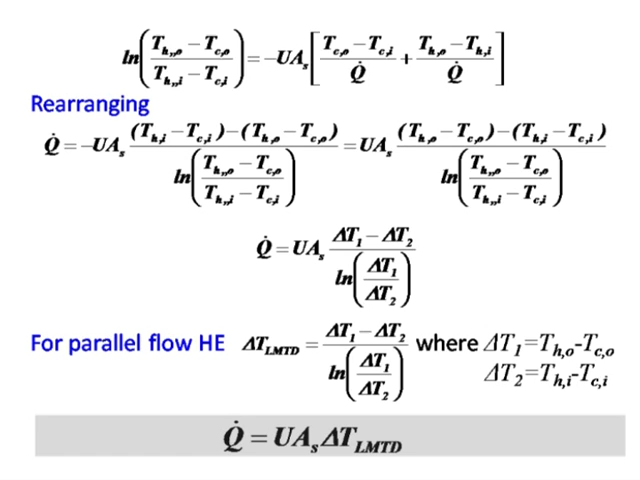 ln(T_h,,o − T_c,o / T_h,,i − T_c,i) = −UA_s [T_c,o − T_c,i / Q̇ + T_h,o − T_h,i / Q̇]
Rearranging
Q̇ = −UA_s (T_h,i − T_c,i) − (T_h,o − T_c,o) / ln(T_h,,o − T_c,o / T_h,,i − T_c,i) = UA_s (T_h,o − T_c,o) − (T_h,i − T_c,i) / ln(T_h,,o − T_c,o / T_h,,i − T_c,i)
Q̇ = UA_s ΔT_1 − ΔT_2 / ln(ΔT_1 / ΔT_2)
For parallel flow HE ΔT_LMTD = ΔT_1 − ΔT_2 / ln(ΔT_1 / ΔT_2) where ΔT_1=T_h,o-T_c,o
ΔT_2=T_h,i-T_c,i
Q̇ = UA_s ΔT_LMTD